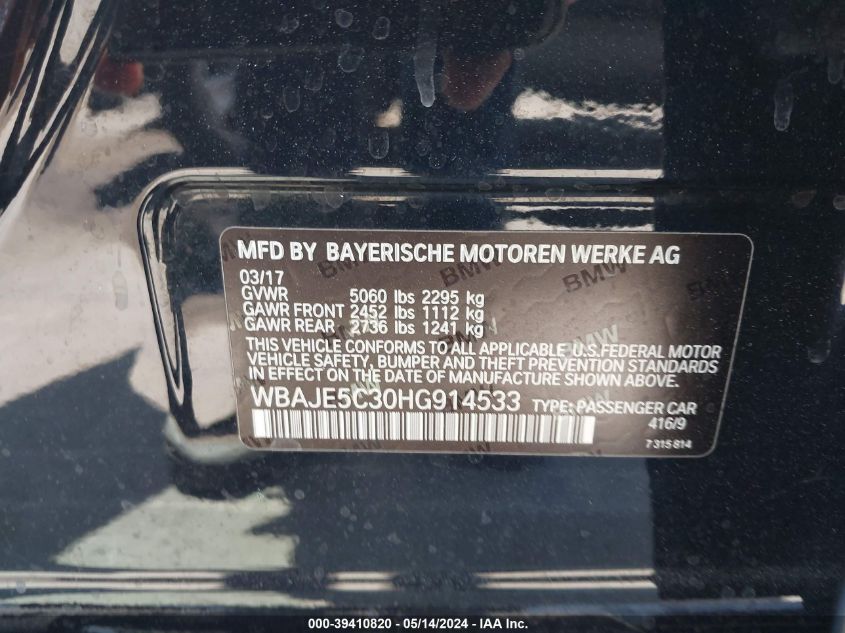 MFD BY BAYERISCHE MOTOREN WERKE AG
03/17
GVWR 5060 lbs 2295 kg
GAWR FRONT 2452 lbs 1112 kg
GAWR REAR 2736 lbs 1241 kg
THIS VEHICLE CONFORMS TO ALL APPLICABLE U.S.FEDERAL MOTOR
VEHICLE SAFETY, BUMPER AND THEFT PREVENTION STANDARDS
IN EFFECT ON THE DATE OF MANUFACTURE SHOWN ABOVE.
WBAJE5C30HG914533 TYPE: PASSENGER CAR
416/9
7315814
000-39410820 - 05/14/2024 - IAA Inc.